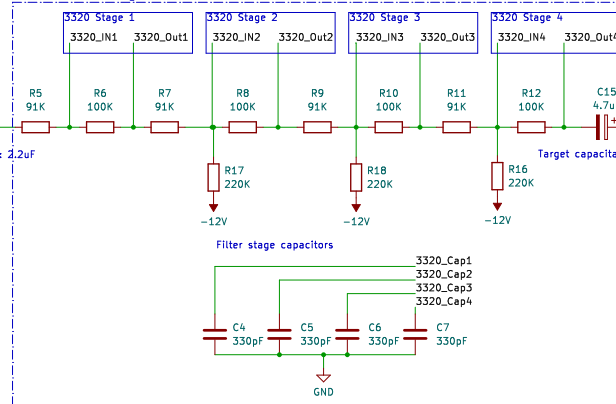 3320 Stage 1
3320 Stage 2
3320 Stage 3
3320 Stage 4
3320_IN1 3320_Out1
3320_IN2 3320_Out2
3320_IN3 3320_Out3
3320_IN4 3320_Out4
R5
91K
R6
100K
R7
91K
R8
100K
R9
91K
R10
100K
R11
91K
R12
100K
C15
4.7u
+
: 2.2uF
Target capacita
R17
220K
-12V
R18
220K
-12V
R16
220K
-12V
Filter stage capacitors
3320_Cap1
3320_Cap2
3320_Cap3
3320_Cap4
C4
330pF
C5
330pF
C6
330pF
C7
330pF
GND